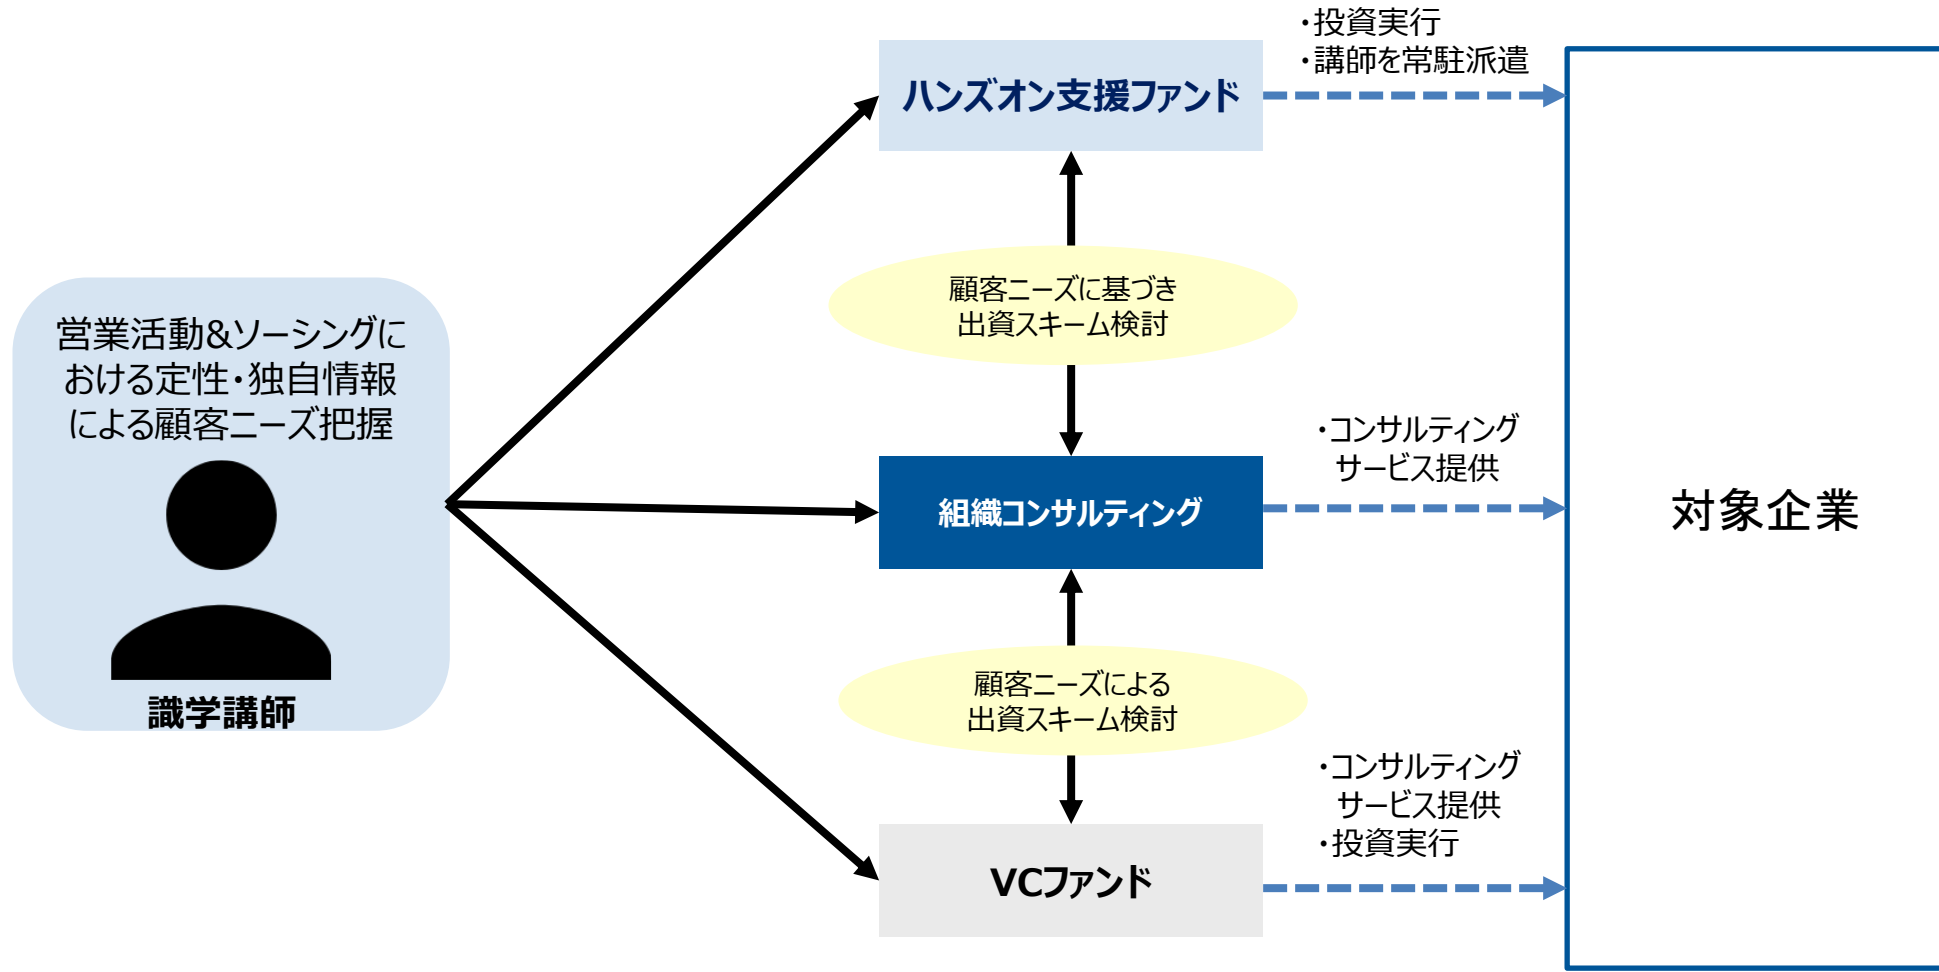 ・投資実行
・講師を常駐派遣
ハンズオン支援ファンド
顧客ニーズに基づき
出資スキーム検討
営業活動&ソーシングに
おける定性・独自情報
による顧客ニーズ把握
識学講師
・コンサルティング
サービス提供
組織コンサルティング
対象企業
顧客ニーズによる
出資スキーム検討
・コンサルティング
サービス提供
・投資実行
VCファンド